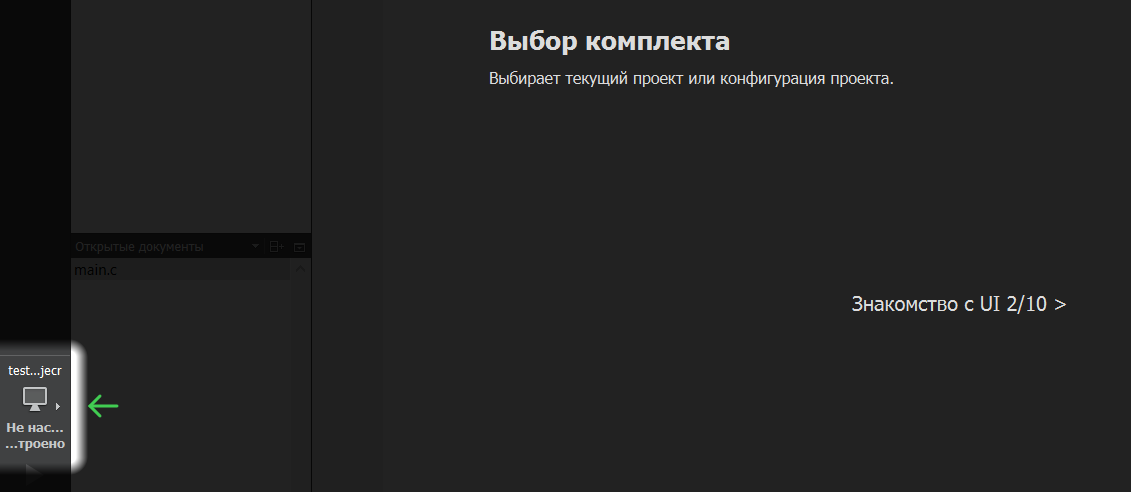 Выбор комплекта
Выбирает текущий проект или конфигурация проекта.
Открытые документы
main.c
Знакомство с UI 2/10 >
test...jecr
Не нас...
...троено